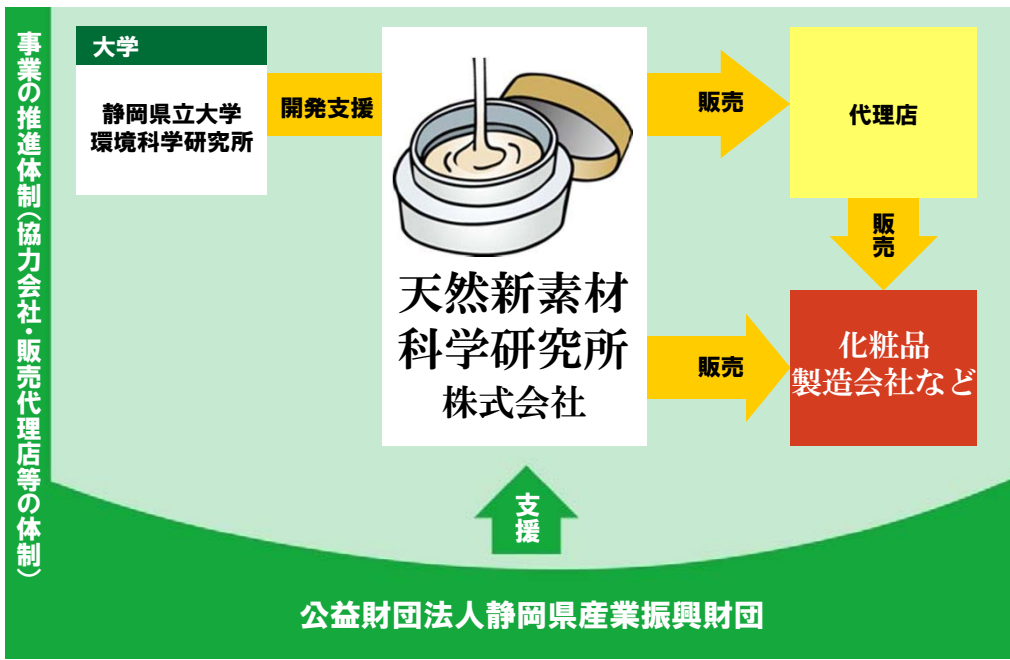 事業の推進体制（協力会社・販売代理店等の体制）
大学
静岡県立大学
環境科学研究所
開発支援
天然新素材
科学研究所
株式会社
販売
代理店
販売
販売
化粧品
製造会社など
支援
公益財団法人静岡県産業振興財団